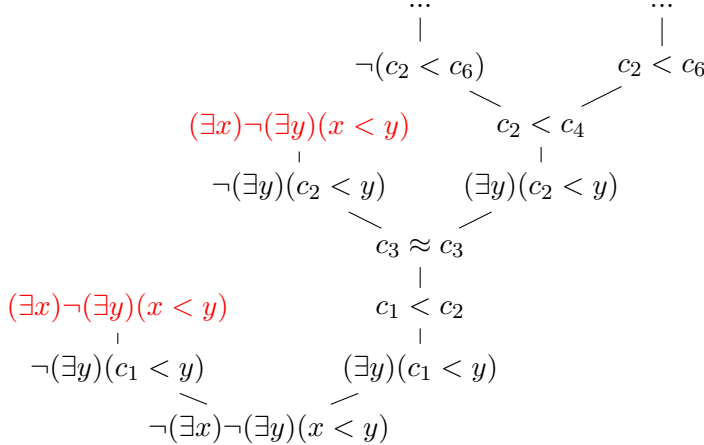 ... ...
¬(c₂ < c₆) c₂ < c₆
(∃x)¬(∃y)(x < y) c₂ < c₄
¬(∃y)(c₂ < y) (∃y)(c₂ < y)
c₃ ≈ c₃
(∃x)¬(∃y)(x < y) c₁ < c₂
¬(∃y)(c₁ < y) (∃y)(c₁ < y)
¬(∃x)¬(∃y)(x < y)